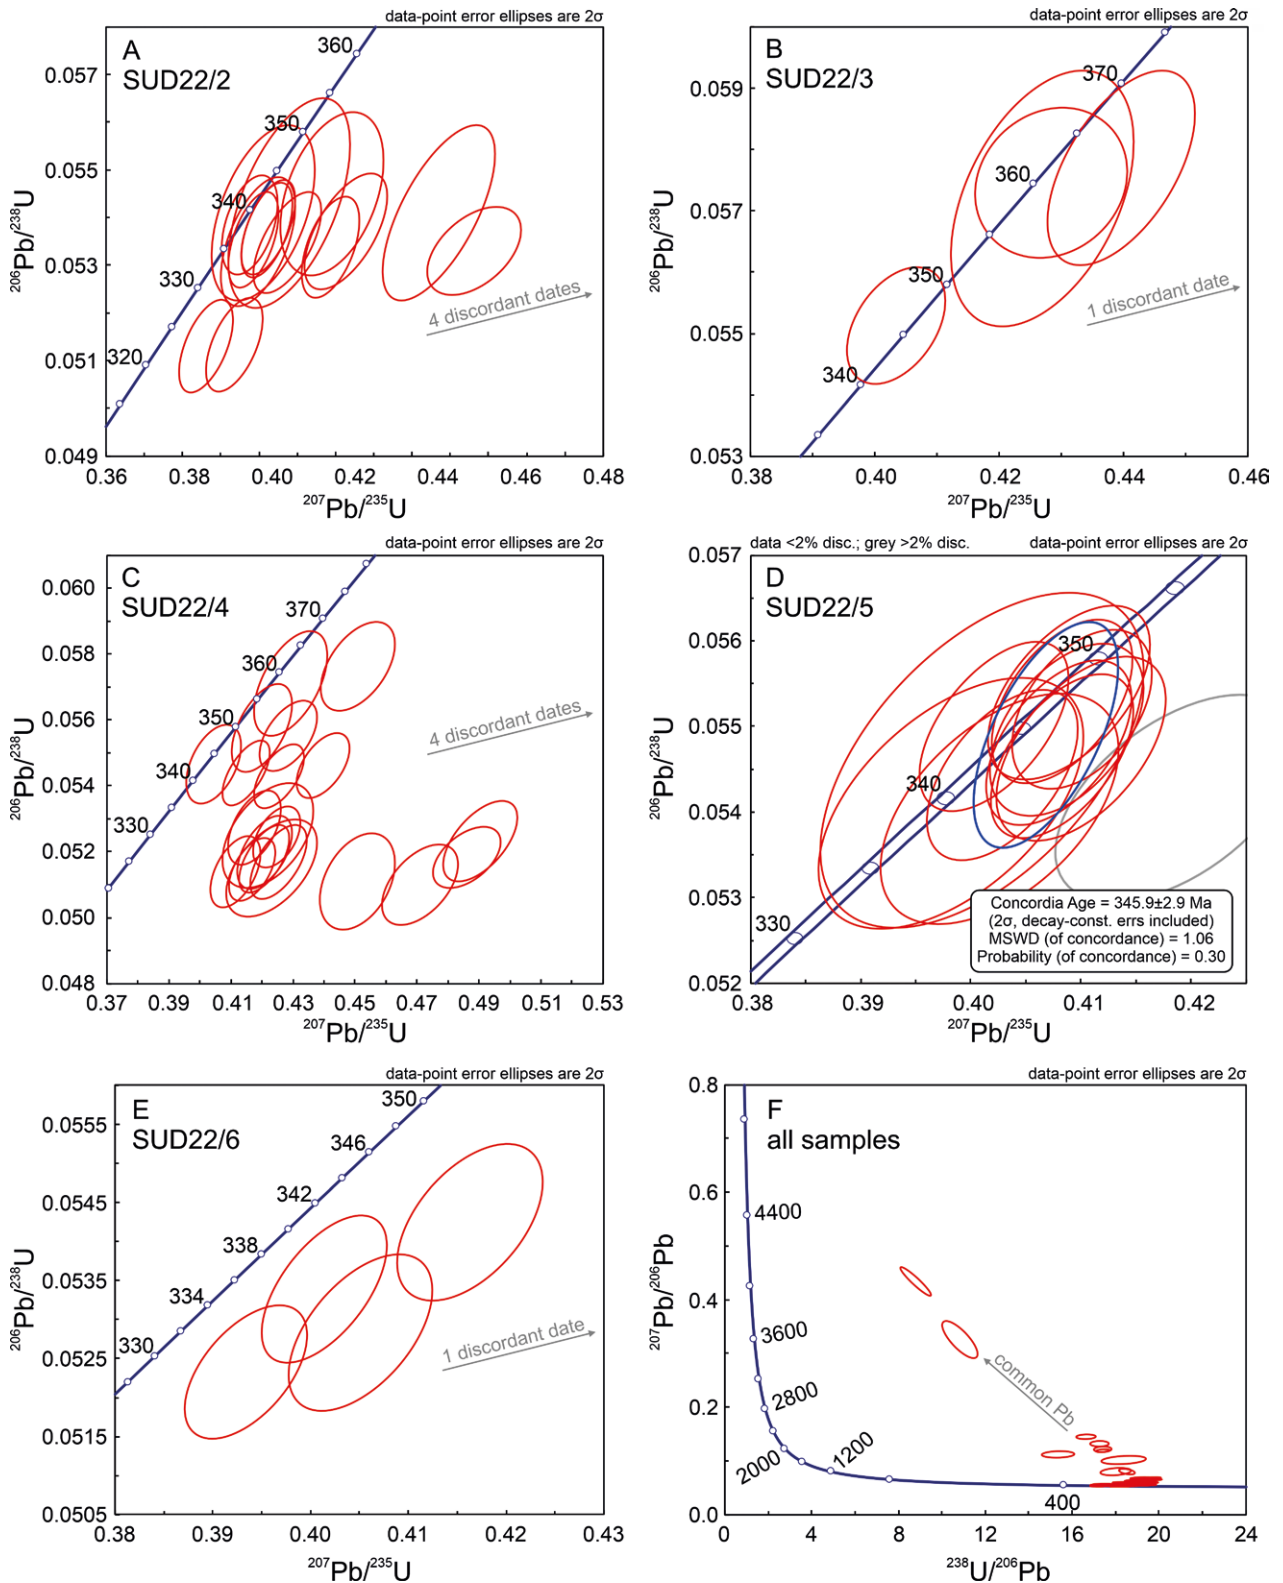 data-point error ellipses are 2σ
A
SUD22/2
360
350
340
330
320
4 discordant dates
0.057
0.055
0.053
0.051
0.049
0.36 0.38 0.40 0.42 0.44 0.46 0.48
206Pb/238U
207Pb/235U
data-point error ellipses are 2σ
B
SUD22/3
370
360
350
340
1 discordant date
0.059
0.057
0.055
0.053
0.38 0.40 0.42 0.44 0.46
206Pb/238U
207Pb/235U
data-point error ellipses are 2σ
C
SUD22/4
370
360
350
340
330
4 discordant dates
0.060
0.058
0.056
0.054
0.052
0.050
0.048
0.37 0.39 0.41 0.43 0.45 0.47 0.49 0.51 0.53
206Pb/238U
207Pb/235U
data <2% disc.; grey >2% disc.
data-point error ellipses are 2σ
D
SUD22/5
350
340
330
Concordia Age = 345.9±2.9 Ma
(2σ, decay-const. errs included)
MSWD (of concordance) = 1.06
Probability (of concordance) = 0.30
0.057
0.056
0.055
0.054
0.053
0.052
0.38 0.39 0.40 0.41 0.42
206Pb/238U
207Pb/235U
data-point error ellipses are 2σ
E
SUD22/6
350
346
342
338
334
330
1 discordant date
0.0555
0.0545
0.0535
0.0525
0.0515
0.0505
0.38 0.39 0.40 0.41 0.42 0.43
206Pb/238U
207Pb/235U
data-point error ellipses are 2σ
F
all samples
4400
3600
2800
2000
1200
400
common Pb
0.8
0.6
0.4
0.2
0.0
0 4 8 12 16 20 24
207Pb/206Pb
238U/206Pb